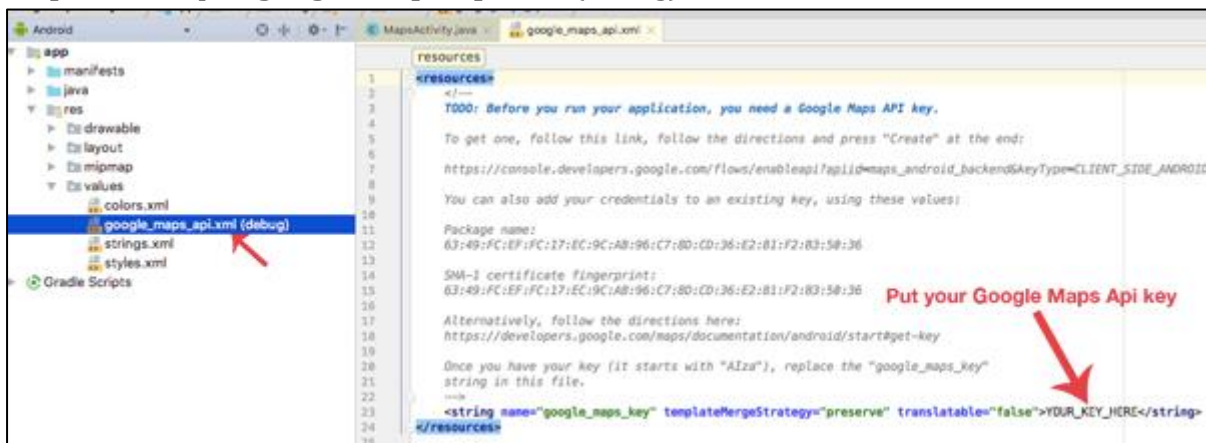 Android
app
manifests
java
res
drawable
layout
mipmap
values
colors.xml
google_maps_api.xml (debug)
strings.xml
styles.xml
Gradle Scripts
MapsActivity.java
google_maps_api.xml
resources
1 <resources>
2 <!--
3 TODO: Before you run your application, you need a Google Maps API key.
4
5 To get one, follow this link, follow the directions and press "Create" at the end:
6
7 https://console.developers.google.com/flows/enableapi?apiid=maps_android_backend&keyType=CLIENT_SIDE_ANDROID
8
9 You can also add your credentials to an existing key, using these values:
10
11 Package name:
12 63:49:FC:EF:FC:17:EC:9C:AB:96:C7:8D:CD:36:E2:81:F2:83:58:36
13
14 SHA-1 certificate fingerprint:
15 63:49:FC:EF:FC:17:EC:9C:AB:96:C7:8D:CD:36:E2:81:F2:83:58:36
16
17 Alternatively, follow the directions here:
18 https://developers.google.com/maps/documentation/android/start#get-key
19
20 Once you have your key (it starts with "AIza"), replace the "google_maps_key"
21 string in this file.
22 -->
23 <string name="google_maps_key" templateMergeStrategy="preserve" translatable="false">YOUR_KEY_HERE</string>
24 </resources>
Put your Google Maps Api key